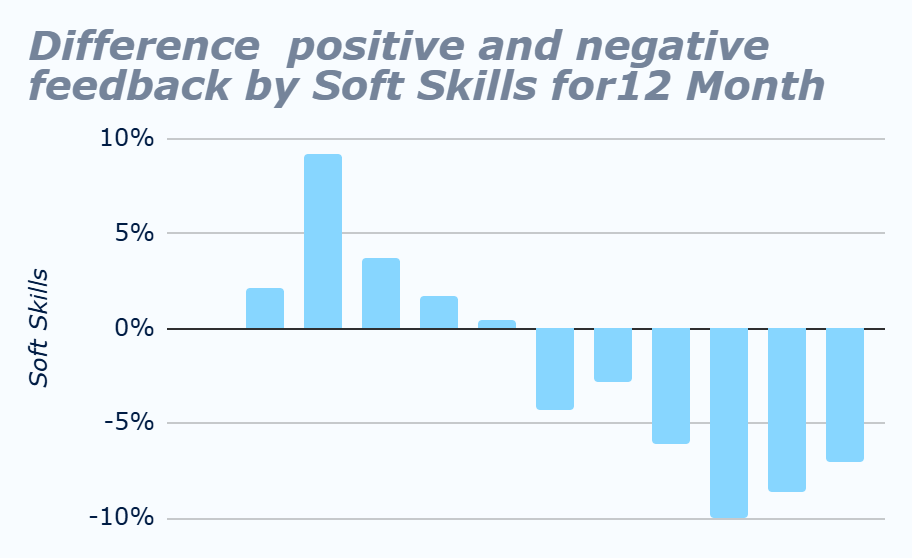 Difference  positive and negative
feedback by Soft Skills for12 Month
10%
5%
0%
-5%
-10%
Soft Skills